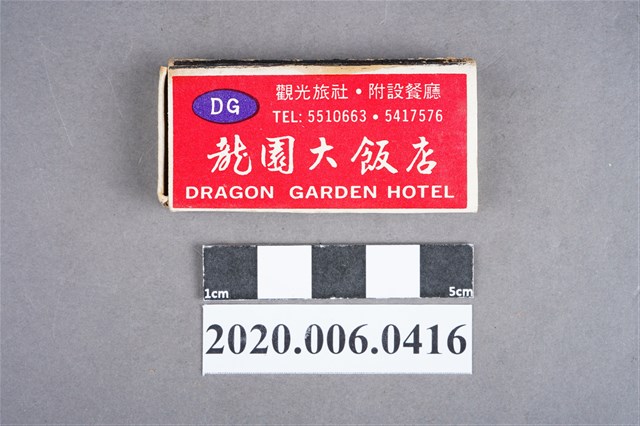 DG
觀光旅社・附設餐廳
TEL: 5510663・5417576
龍園大飯店
DRAGON GARDEN HOTEL
1cm 5cm
2020.006.0416